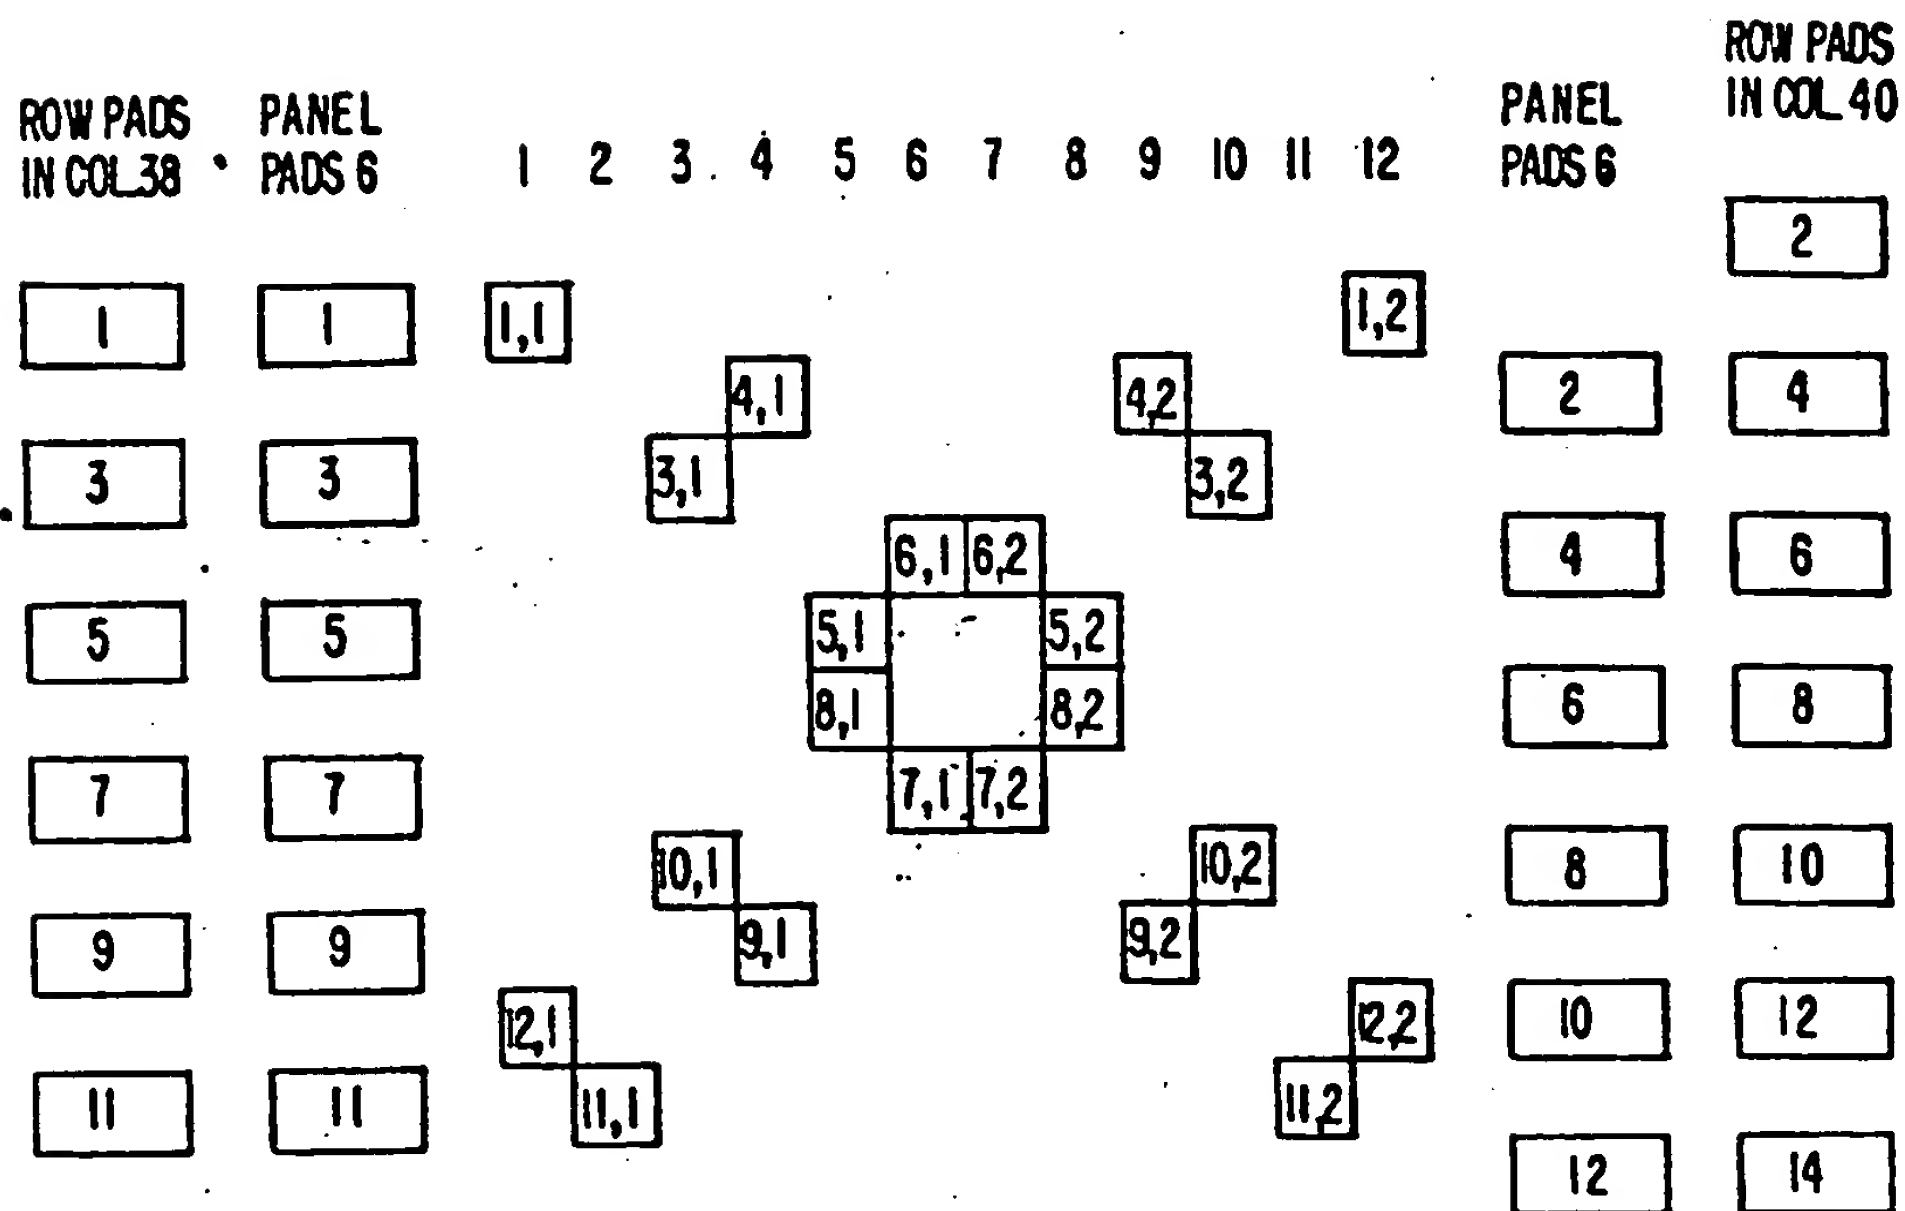 ROW PADS
IN COL 38
PANEL
PADS 6
1 2 3 4 5 6 7 8 9 10 11 12
PANEL
PADS 6
ROW PADS
IN COL 40
2
1 1 1,1 1,2
4,1 4,2 2 4
3 3 3,1 3,2
6,1 6,2 4 6
5 5 5,1 5,2
8,1 8,2 6 8
7 7 7,1 7,2
10,1 10,2 8 10
9 9 9,1 9,2
12,1 12,2 10 12
11 11 11,1 11,2
12 14